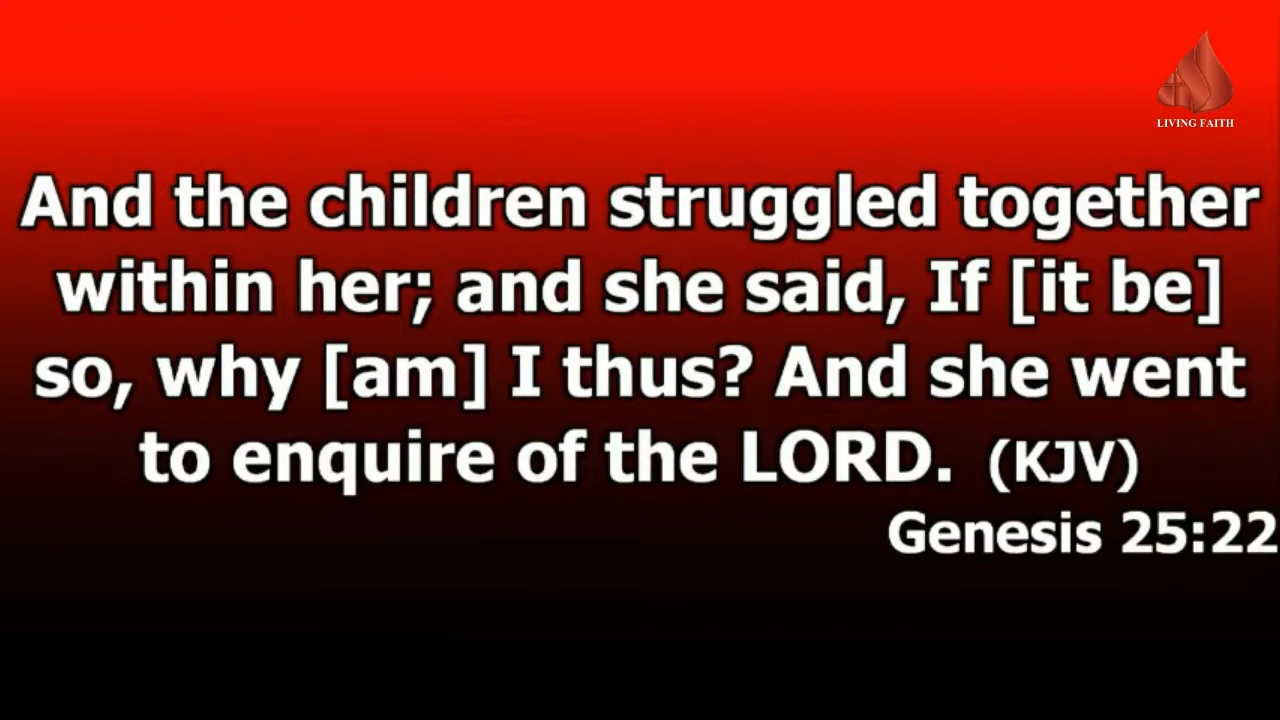 LIVING FAITH
And the children struggled together
within her; and she said, If [it be]
so, why [am] I thus? And she went
to enquire of the LORD. (KJV)
Genesis 25:22